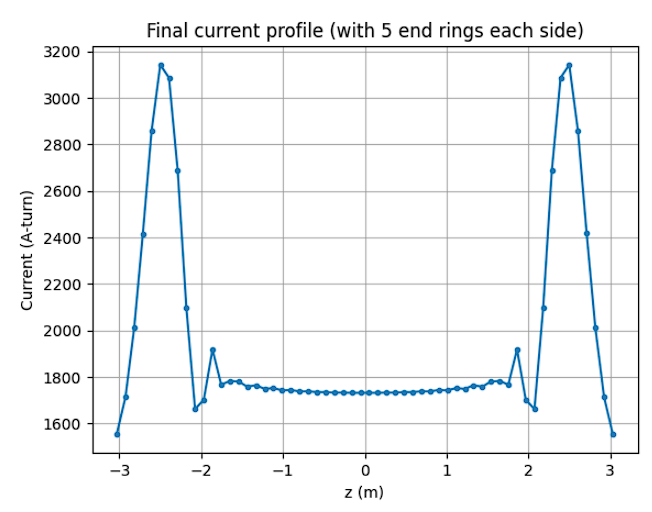 Final current profile (with 5 end rings each side)
3200
3000
2800
2600
2400
2200
2000
1800
1600
Current (A-turn)
−3 −2 −1 0 1 2 3
z (m)